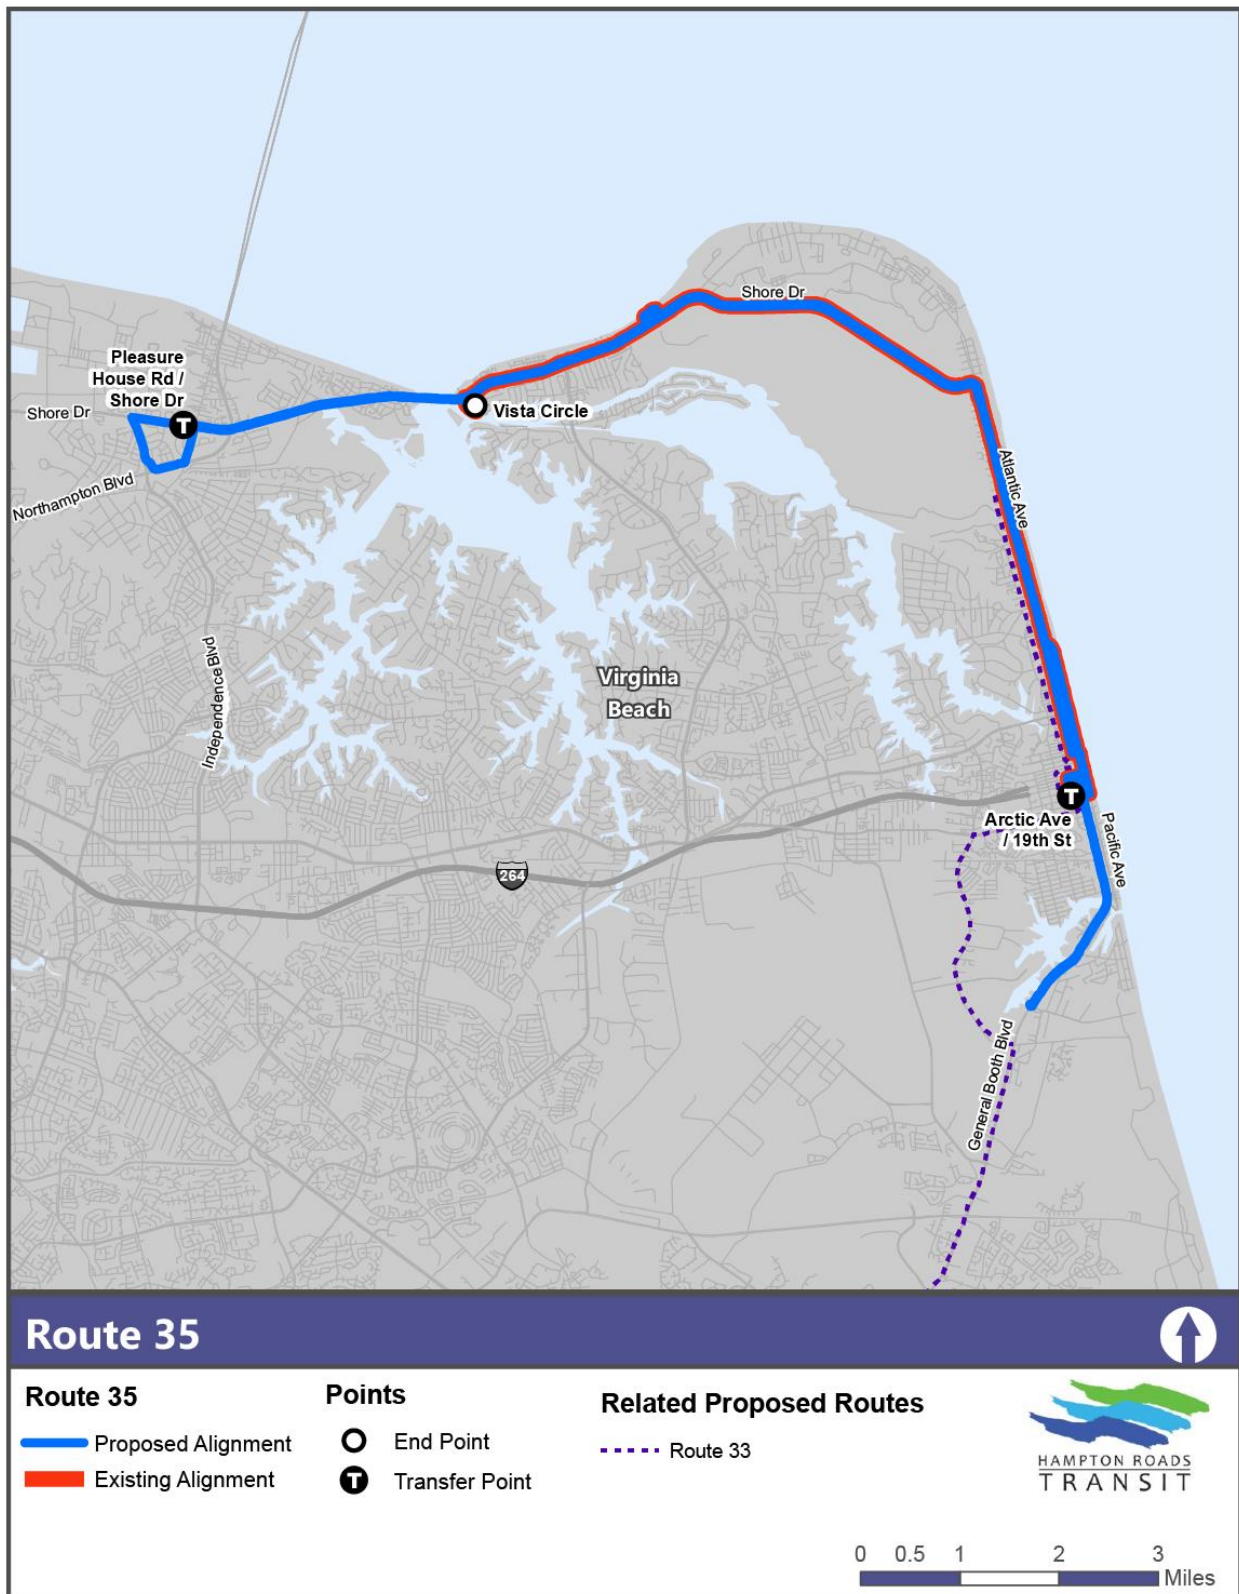 Shore Dr
Pleasure
House Rd /
Shore Dr
Shore Dr
T
Vista Circle
Northampton Blvd
Atlantic Ave
Independence Blvd
Virginia
Beach
T
Arctic Ave
/ 19th St
Pacific Ave
264
General Booth Blvd
Route 35
Route 35
Proposed Alignment
Existing Alignment
Points
End Point
T Transfer Point
Related Proposed Routes
Route 33
HAMPTON ROADS
TRANSIT
0 0.5 1 2 3
Miles